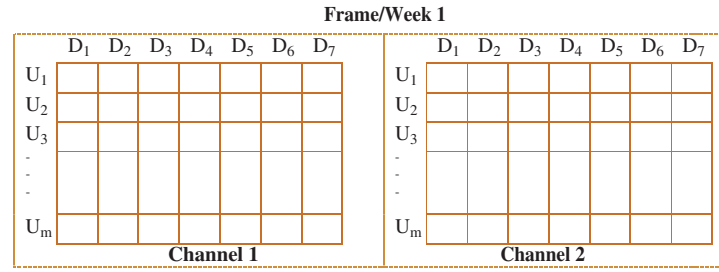 Frame/Week 1
D1 D2 D3 D4 D5 D6 D7 D1 D2 D3 D4 D5 D6 D7
U1 U1
U2 U2
U3 U3
- -
- -
- -
Um Um
Channel 1 Channel 2